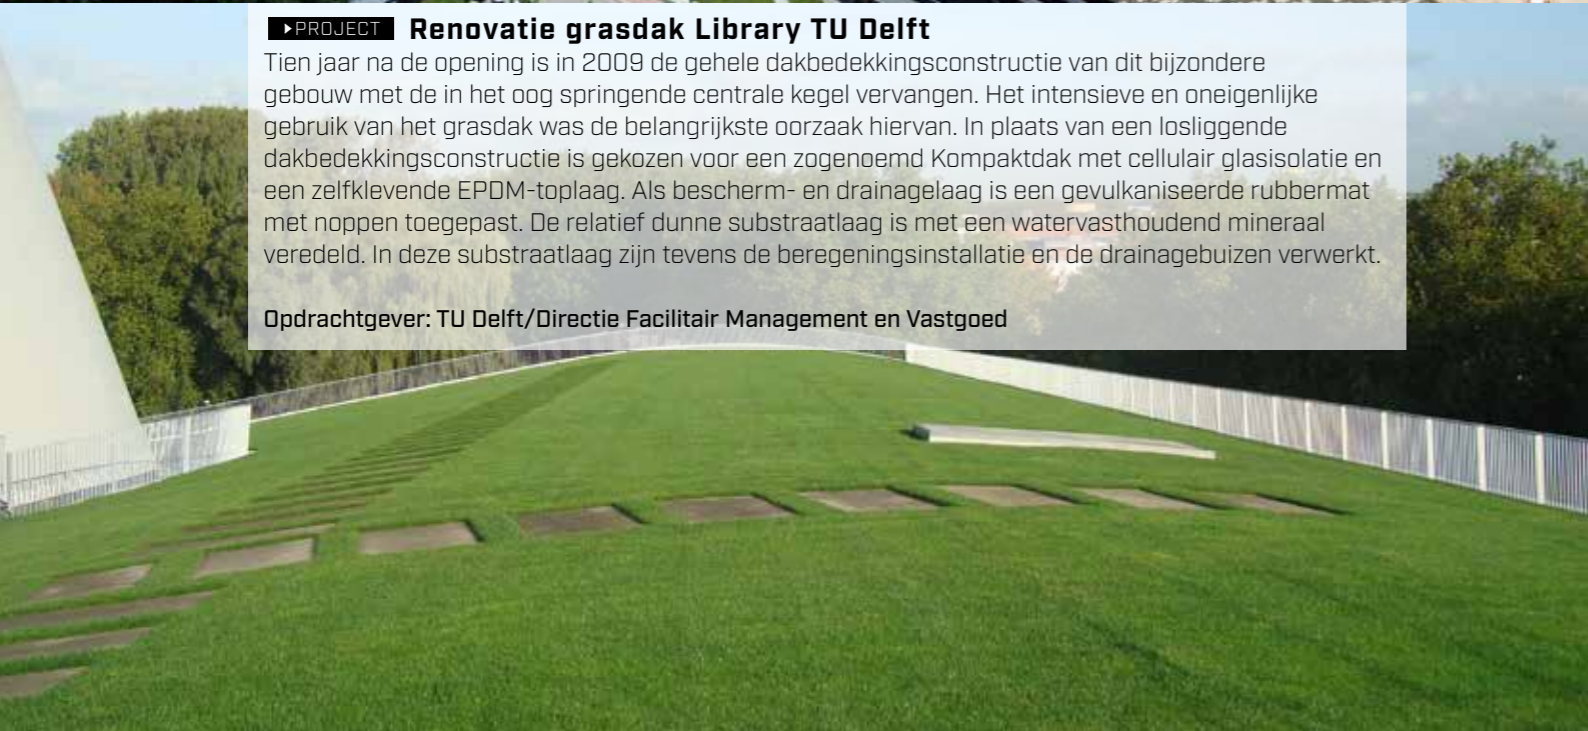 PROJECT Renovatie grasdak Library TU Delft
Tien jaar na de opening is in 2009 de gehele dakbedekkingsconstructie van dit bijzondere
gebouw met de in het oog springende centrale kegel vervangen. Het intensieve en oneigenlijke
gebruik van het grasdak was de belangrijkste oorzaak hiervan. In plaats van een losliggende
dakbedekkingsconstructie is gekozen voor een zogenoemd Kompaktdak met cellulair glasisolatie en
een zelfklevende EPDM-toplaag. Als bescherm- en drainagelaag is een gevulkaniseerde rubbermat
met noppen toegepast. De relatief dunne substraatlaag is met een watervasthoudend mineraal
veredeld. In deze substraatlaag zijn tevens de beregeningsinstallatie en de drainagebuizen verwerkt.
Opdrachtgever: TU Delft/Directie Facilitair Management en Vastgoed